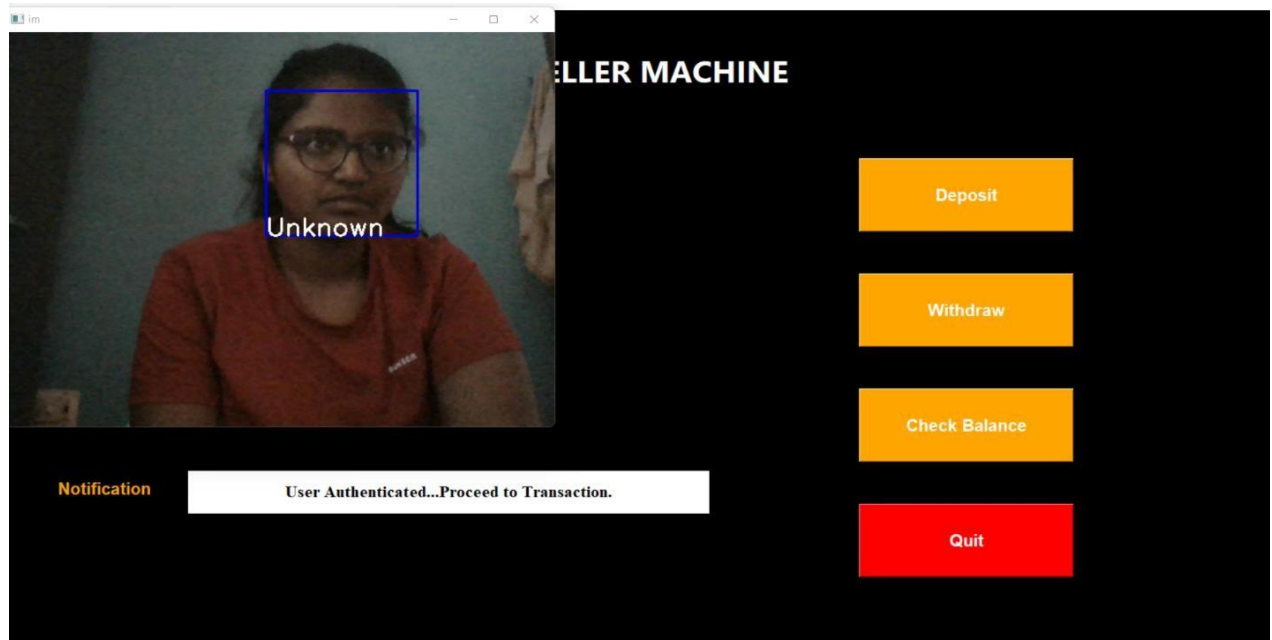 im
ELLER MACHINE
Unknown
Deposit
Withdraw
Check Balance
Notification
User Authenticated...Proceed to Transaction.
Quit